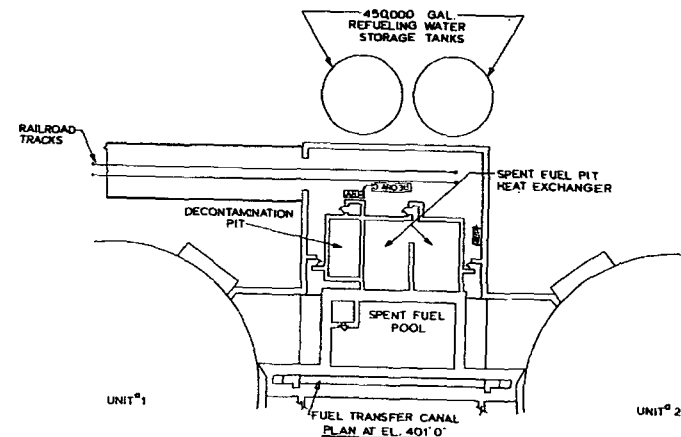 450,000 GAL.
REFUELING WATER
STORAGE TANKS
RAILROAD
TRACKS
SPENT FUEL PIT
HEAT EXCHANGER
DECONTAMINATION
PIT
SPENT FUEL
POOL
UNIT # 1
UNIT # 2
FUEL TRANSFER CANAL
PLAN AT EL. 401'0"